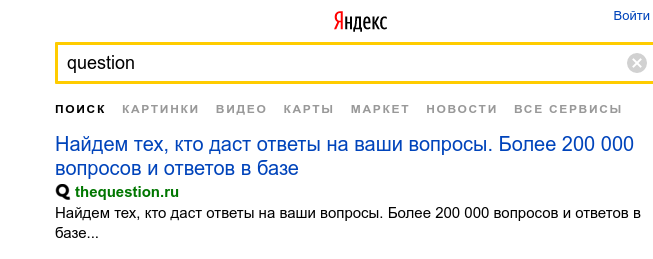 Яндекс
Войти
question
ПОИСК КАРТИНКИ ВИДЕО КАРТЫ МАРКЕТ НОВОСТИ ВСЕ СЕРВИСЫ
Найдем тех, кто даст ответы на ваши вопросы. Более 200 000
вопросов и ответов в базе
Q thequestion.ru
Найдем тех, кто даст ответы на ваши вопросы. Более 200 000 вопросов и ответов в
базе...